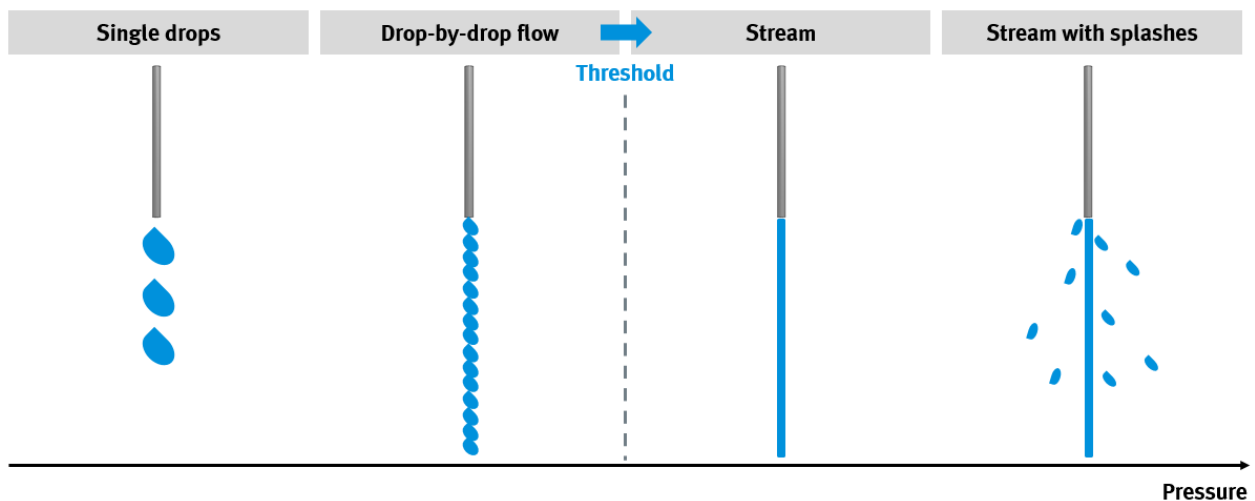 Single drops
Drop-by-drop flow
Stream
Stream with splashes
Threshold
Pressure